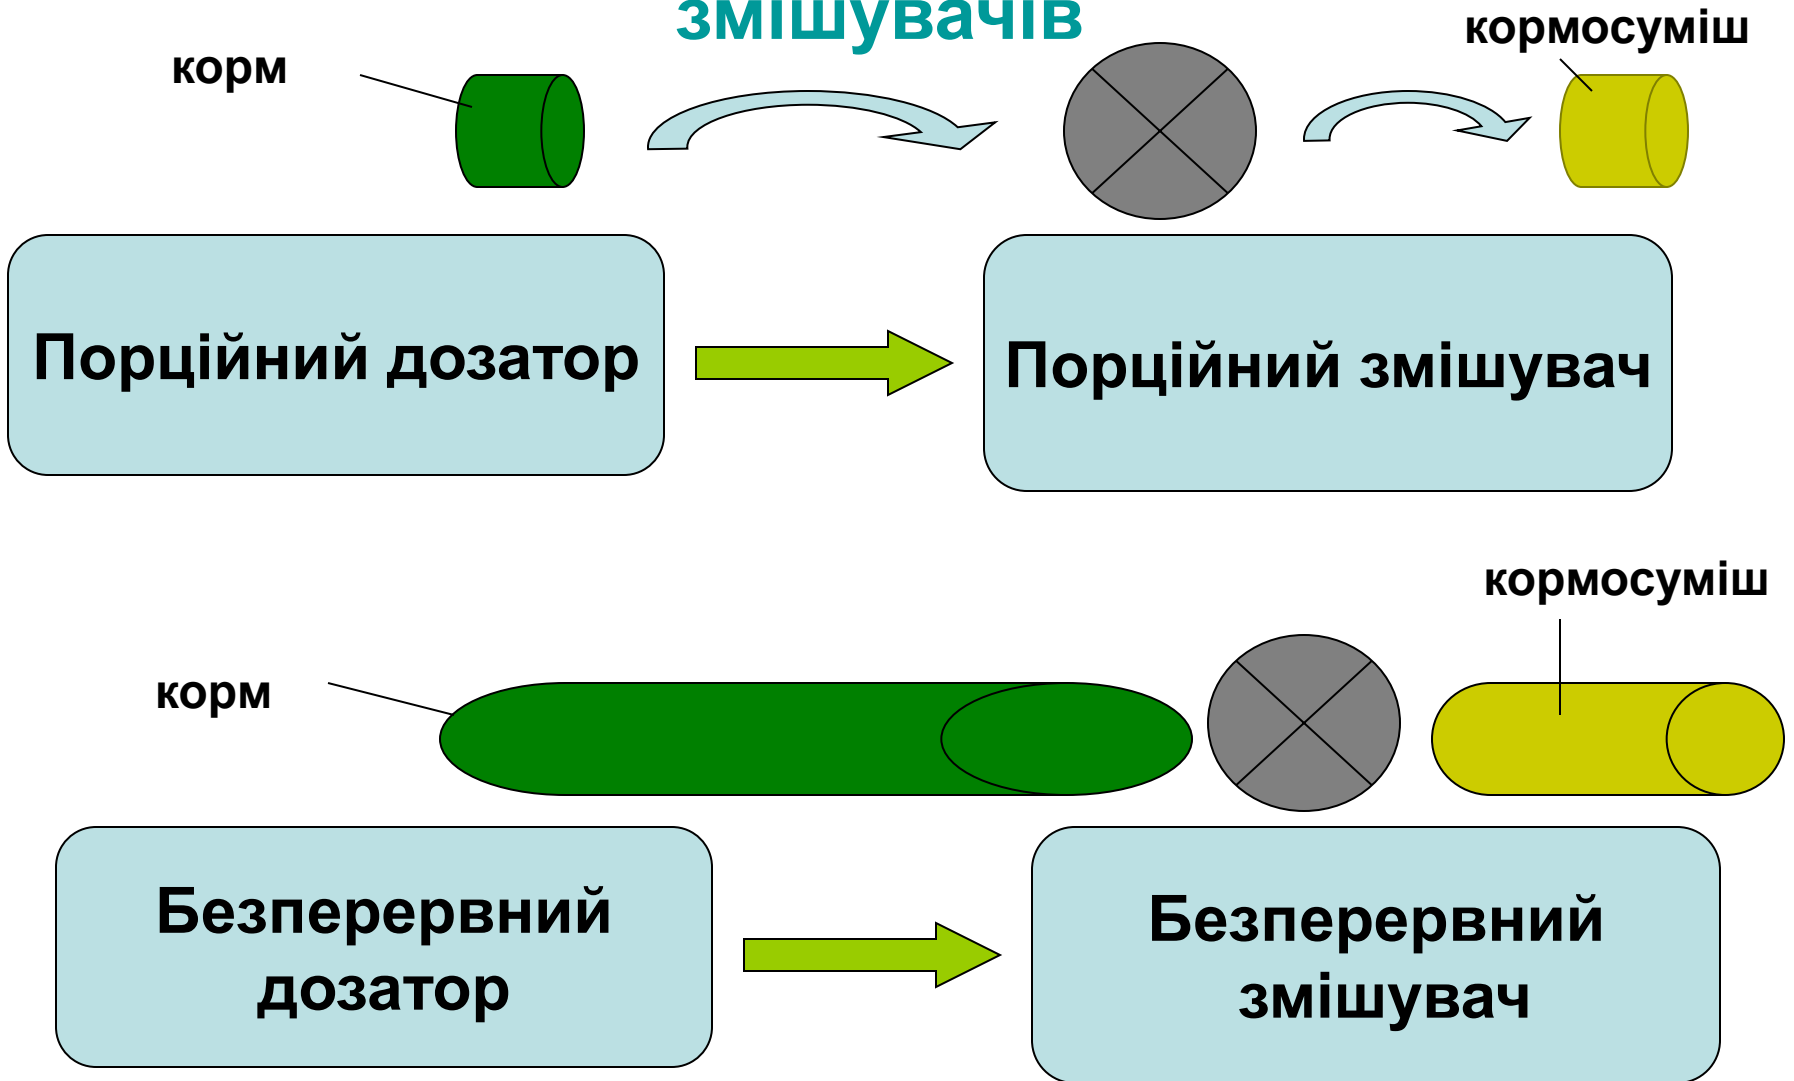 змішувачів
корм
кормосуміш
Порційний дозатор
Порційний змішувач
кормосуміш
корм
Безперервний
дозатор
Безперервний
змішувач